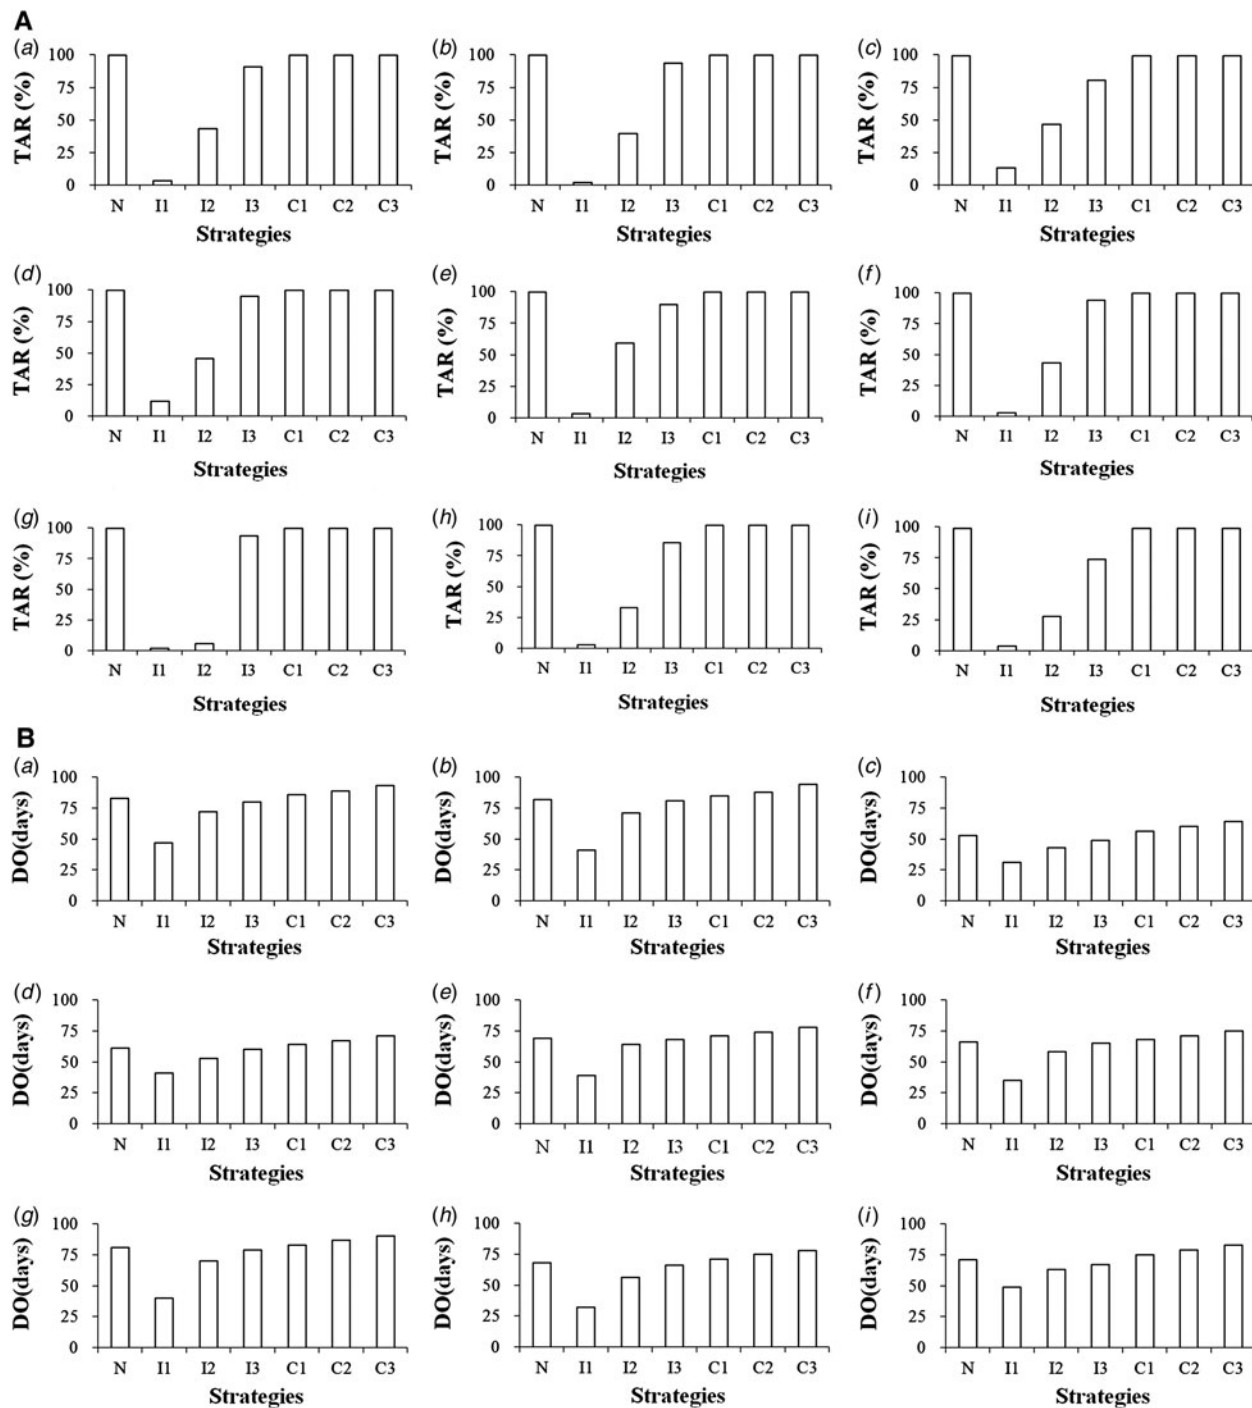 A
(a) (b) (c)
TAR (%) 100 75 50 25 0 TAR (%) 100 75 50 25 0 TAR (%) 100 75 50 25 0
N I1 I2 I3 C1 C2 C3 N I1 I2 I3 C1 C2 C3 N I1 I2 I3 C1 C2 C3
Strategies Strategies Strategies
(d) (e) (f)
TAR (%) 100 75 50 25 0 TAR (%) 100 75 50 25 0 TAR (%) 100 75 50 25 0
N I1 I2 I3 C1 C2 C3 N I1 I2 I3 C1 C2 C3 N I1 I2 I3 C1 C2 C3
Strategies Strategies Strategies
(g) (h) (i)
TAR (%) 100 75 50 25 0 TAR (%) 100 75 50 25 0 TAR (%) 100 75 50 25 0
N I1 I2 I3 C1 C2 C3 N I1 I2 I3 C1 C2 C3 N I1 I2 I3 C1 C2 C3
Strategies Strategies Strategies
B
(a) (b) (c)
DO(days) 100 75 50 25 0 DO(days) 100 75 50 25 0 DO(days) 100 75 50 25 0
N I1 I2 I3 C1 C2 C3 N I1 I2 I3 C1 C2 C3 N I1 I2 I3 C1 C2 C3
Strategies Strategies Strategies
(d) (e) (f)
DO(days) 100 75 50 25 0 DO(days) 100 75 50 25 0 DO(days) 100 75 50 25 0
N I1 I2 I3 C1 C2 C3 N I1 I2 I3 C1 C2 C3 N I1 I2 I3 C1 C2 C3
Strategies Strategies Strategies
(g) (h) (i)
DO(days) 100 75 50 25 0 DO(days) 100 75 50 25 0 DO(days) 100 75 50 25 0
N I1 I2 I3 C1 C2 C3 N I1 I2 I3 C1 C2 C3 N I1 I2 I3 C1 C2 C3
Strategies Strategies Strategies